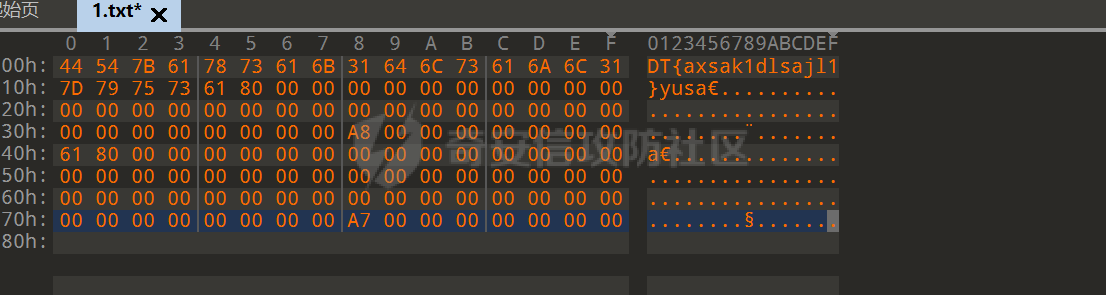 起始页 1.txt*
0 1 2 3 4 5 6 7 8 9 A B C D E F 0123456789ABCDEF
00h: 44 54 7B 61 78 73 61 6B 31 64 6C 73 61 6A 6C 31 DT{axsak1dlsajl1
10h: 7D 79 75 73 61 80 00 00 00 00 00 00 00 00 00 00 }yusa€..........
20h: 00 00 00 00 00 00 00 00 00 00 00 00 00 00 00 00 ................
30h: 00 00 00 00 00 00 00 00 A8 00 00 00 00 00 00 00 ........¨.......
40h: 61 80 00 00 00 00 00 00 00 00 00 00 00 00 00 00 a€..............
50h: 00 00 00 00 00 00 00 00 00 00 00 00 00 00 00 00 ................
60h: 00 00 00 00 00 00 00 00 00 00 00 00 00 00 00 00 ................
70h: 00 00 00 00 00 00 00 00 A7 00 00 00 00 00 00 00 ........§.......
80h:
奇安信攻防社区